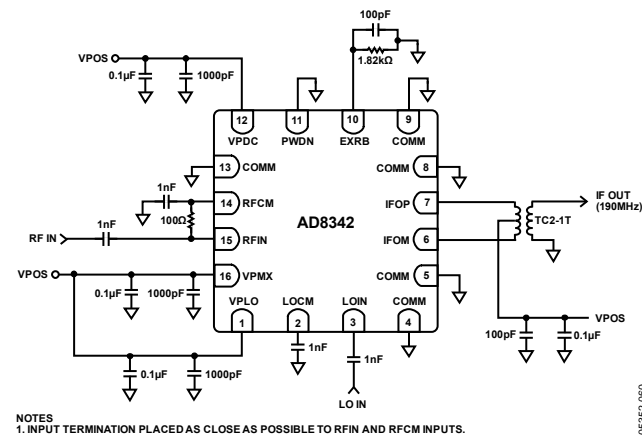 100pF
VPOS
1.82kΩ
0.1µF
1000pF
12
11
10
9
VPDC
PWDN
EXRB
COMM
13
COMM
COMM
8
1nF
14
RFCM
IFOP
7
IF OUT
(190MHz)
100Ω
AD8342
TC2-1T
1nF
RF IN
15
RFIN
IFOM
6
VPOS
16
VPMX
COMM
5
0.1µF
1000pF
VPLO
LOCM
LOIN
COMM
1
2
3
4
VPOS
100pF
0.1µF
1nF
1nF
0.1µF
1000pF
LO IN
NOTES
1. INPUT TERMINATION PLACED AS CLOSE AS POSSIBLE TO RFIN AND RFCM INPUTS.
05352-060